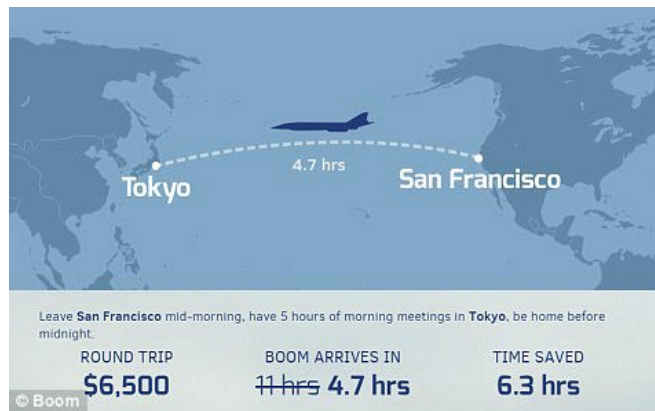 4.7 hrs
Tokyo
San Francisco
Leave San Francisco mid-morning, have 5 hours of morning meetings in Tokyo, be home before
midnight.
ROUND TRIP
$6,500
BOOM ARRIVES IN
11 hrs 4.7 hrs
TIME SAVED
6.3 hrs
© Boom